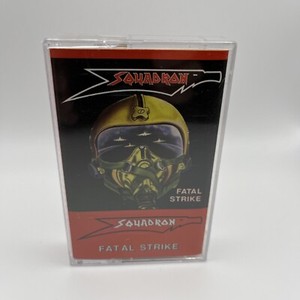 SQUADRON
FATAL
STRIKE
SQUADRON
FATAL STRIKE